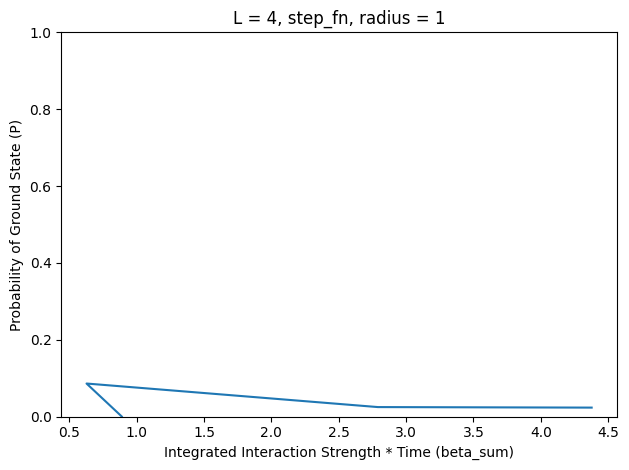 L = 4, step_fn, radius = 1
Probability of Ground State (P)
1.0
0.8
0.6
0.4
0.2
0.0
0.5 1.0 1.5 2.0 2.5 3.0 3.5 4.0 4.5
Integrated Interaction Strength * Time (beta_sum)